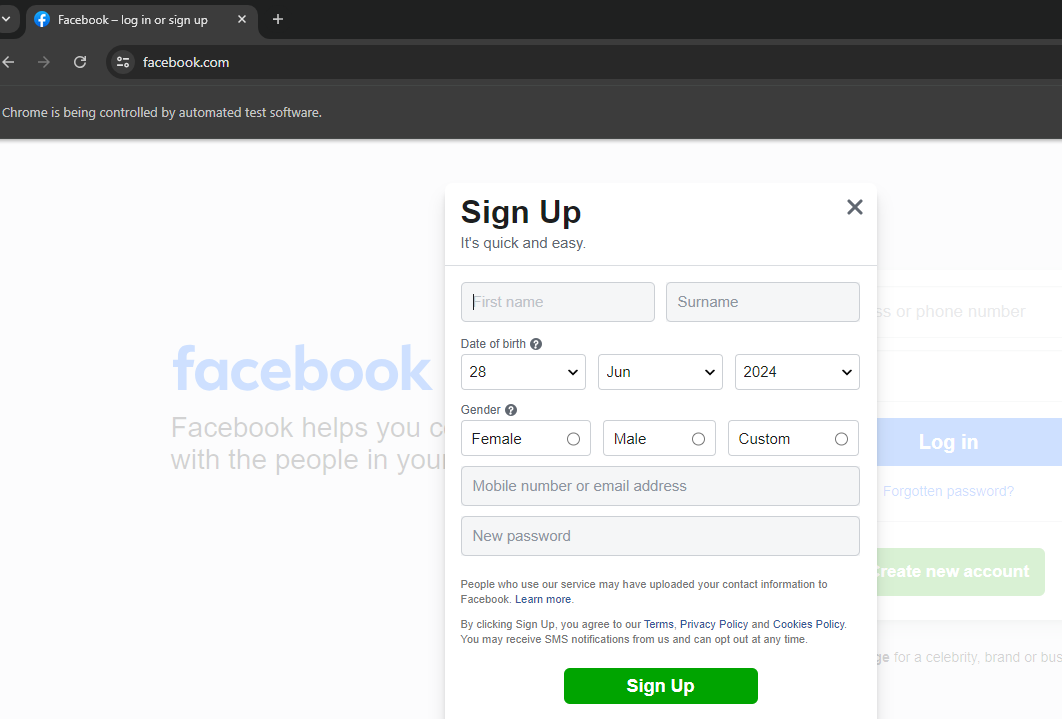 Facebook – log in or sign up
facebook.com
Chrome is being controlled by automated test software.
Sign Up
It's quick and easy.
First name
Surname
Date of birth
28
Jun
2024
Gender
Female
Male
Custom
Mobile number or email address
New password
People who use our service may have uploaded your contact information to
Facebook. Learn more.
By clicking Sign Up, you agree to our Terms, Privacy Policy and Cookies Policy.
You may receive SMS notifications from us and can opt out at any time.
Sign Up
facebook
Facebook helps you
with the people in
or phone number
Log in
Forgotten password?
Create new account
for a celebrity, brand or